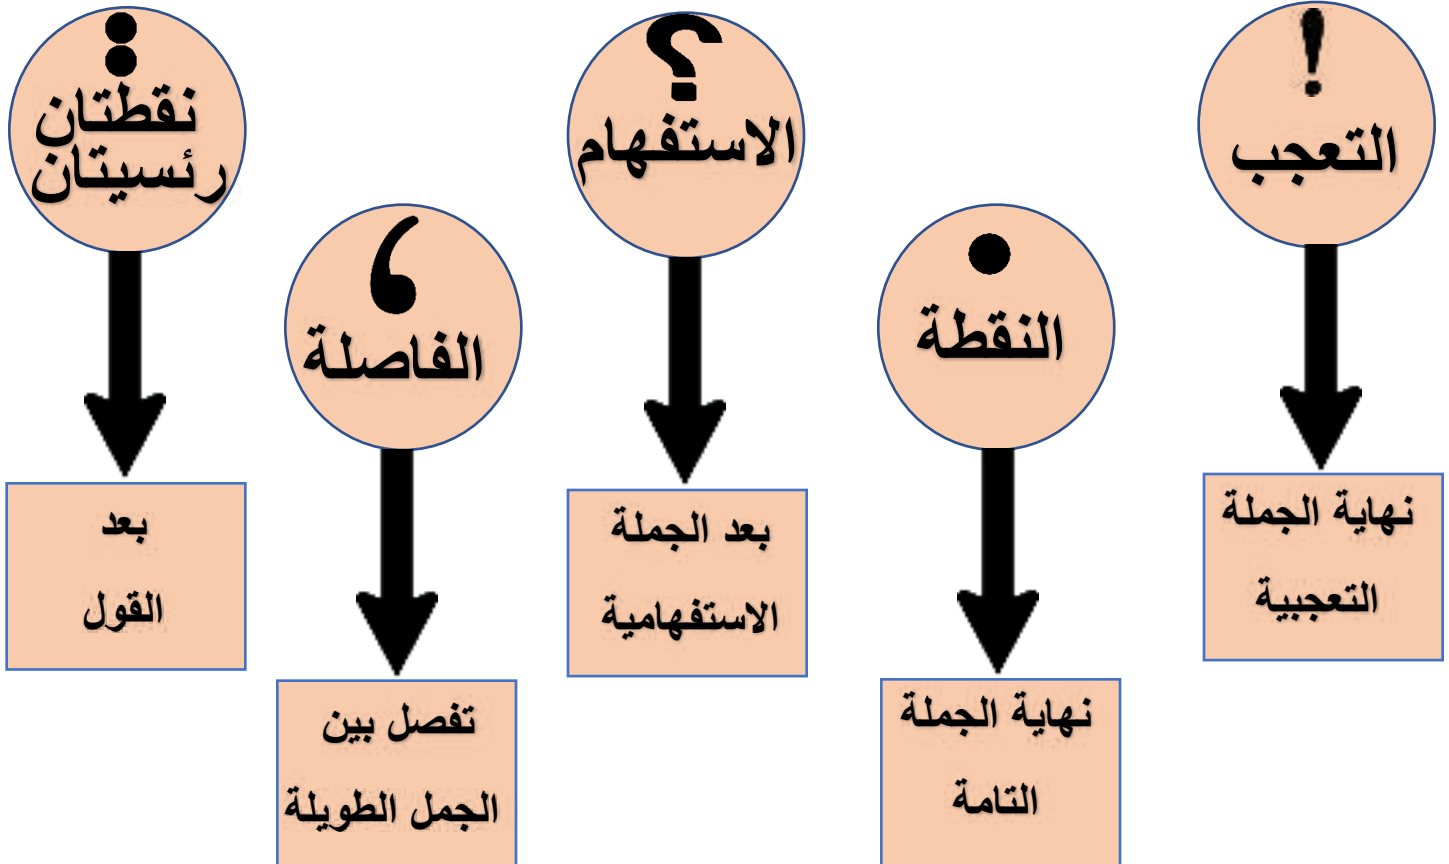 !
التعجب
نهاية الجملة
التعجبية
.
النقطة
نهاية الجملة
التامة
؟
الاستفهام
بعد الجملة
الاستفهامية
،
الفاصلة
تفصل بين
الجمل الطويلة
:
نقطتان
رئسيتان
بعد
القول